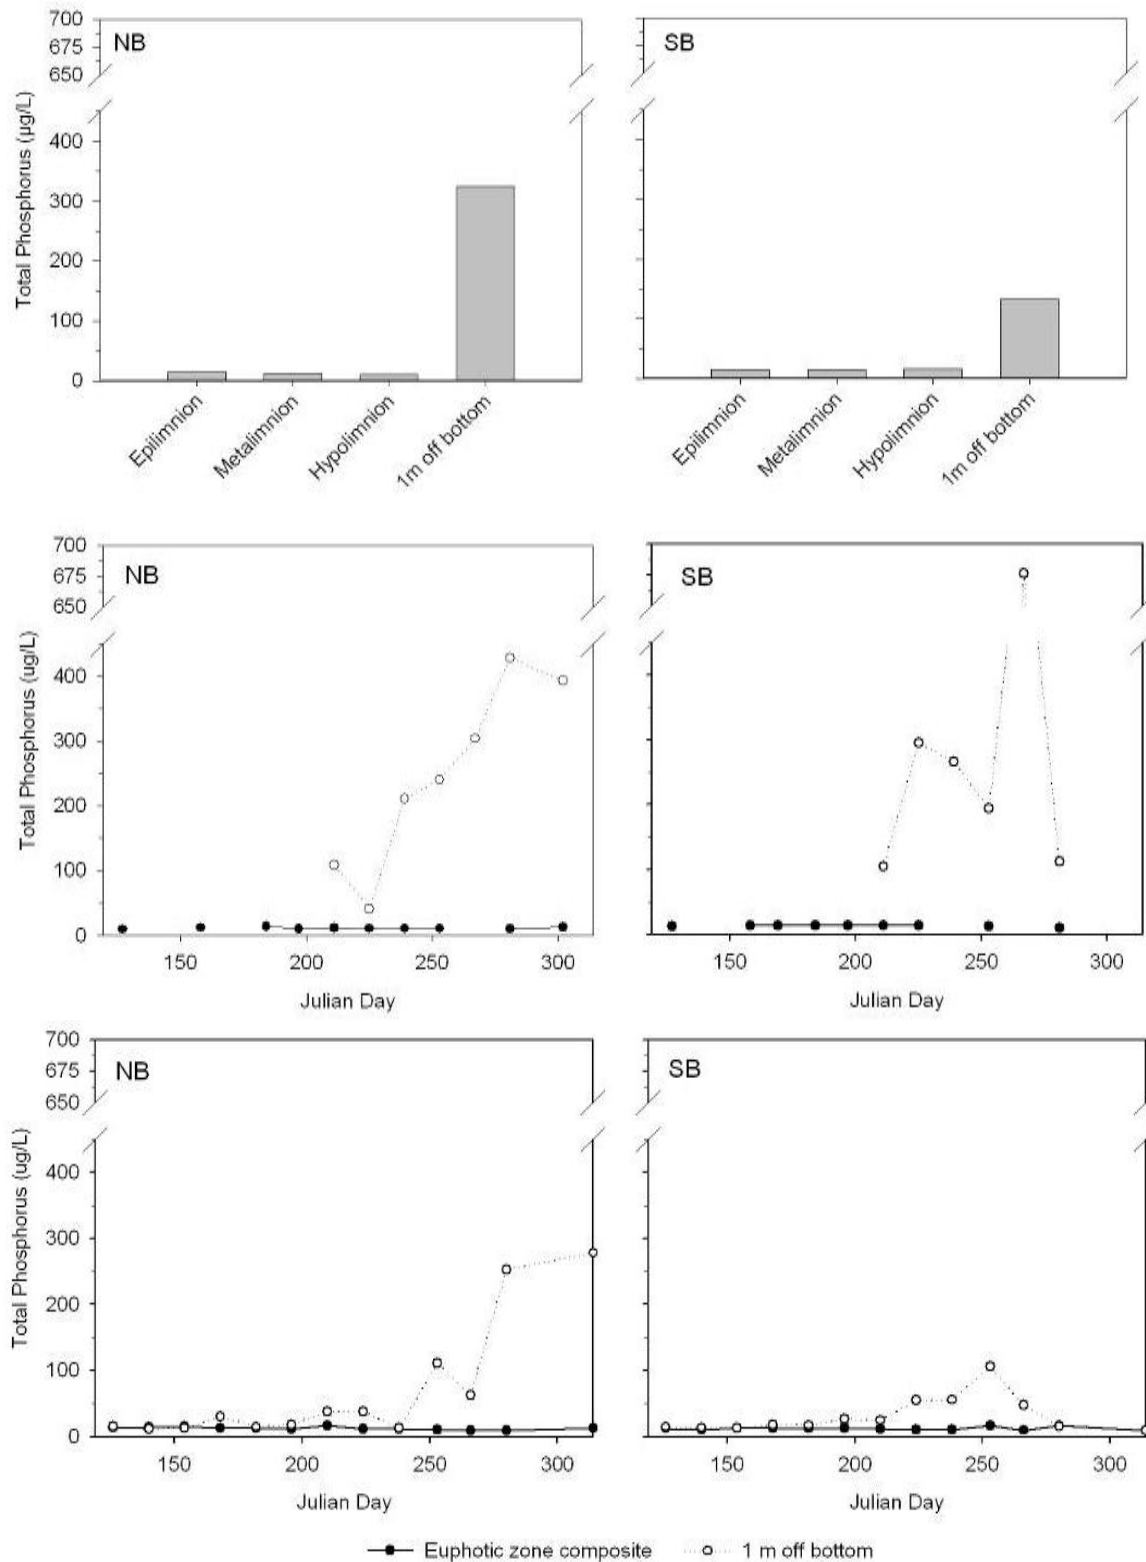 700
675
650
400
300
200
100
0
Total Phosphorus (µg/L)
NB
Epilimnion
Metalimnion
Hypolimnion
1m off bottom
SB
Epilimnion
Metalimnion
Hypolimnion
1m off bottom
700
675
650
400
300
200
100
0
Total Phosphorus (ug/L)
NB
150 200 250 300
Julian Day
SB
150 200 250 300
Julian Day
700
675
650
400
300
200
100
0
Total Phosphorus (ug/L)
NB
150 200 250 300
Julian Day
SB
150 200 250 300
Julian Day
Euphotic zone composite 1 m off bottom